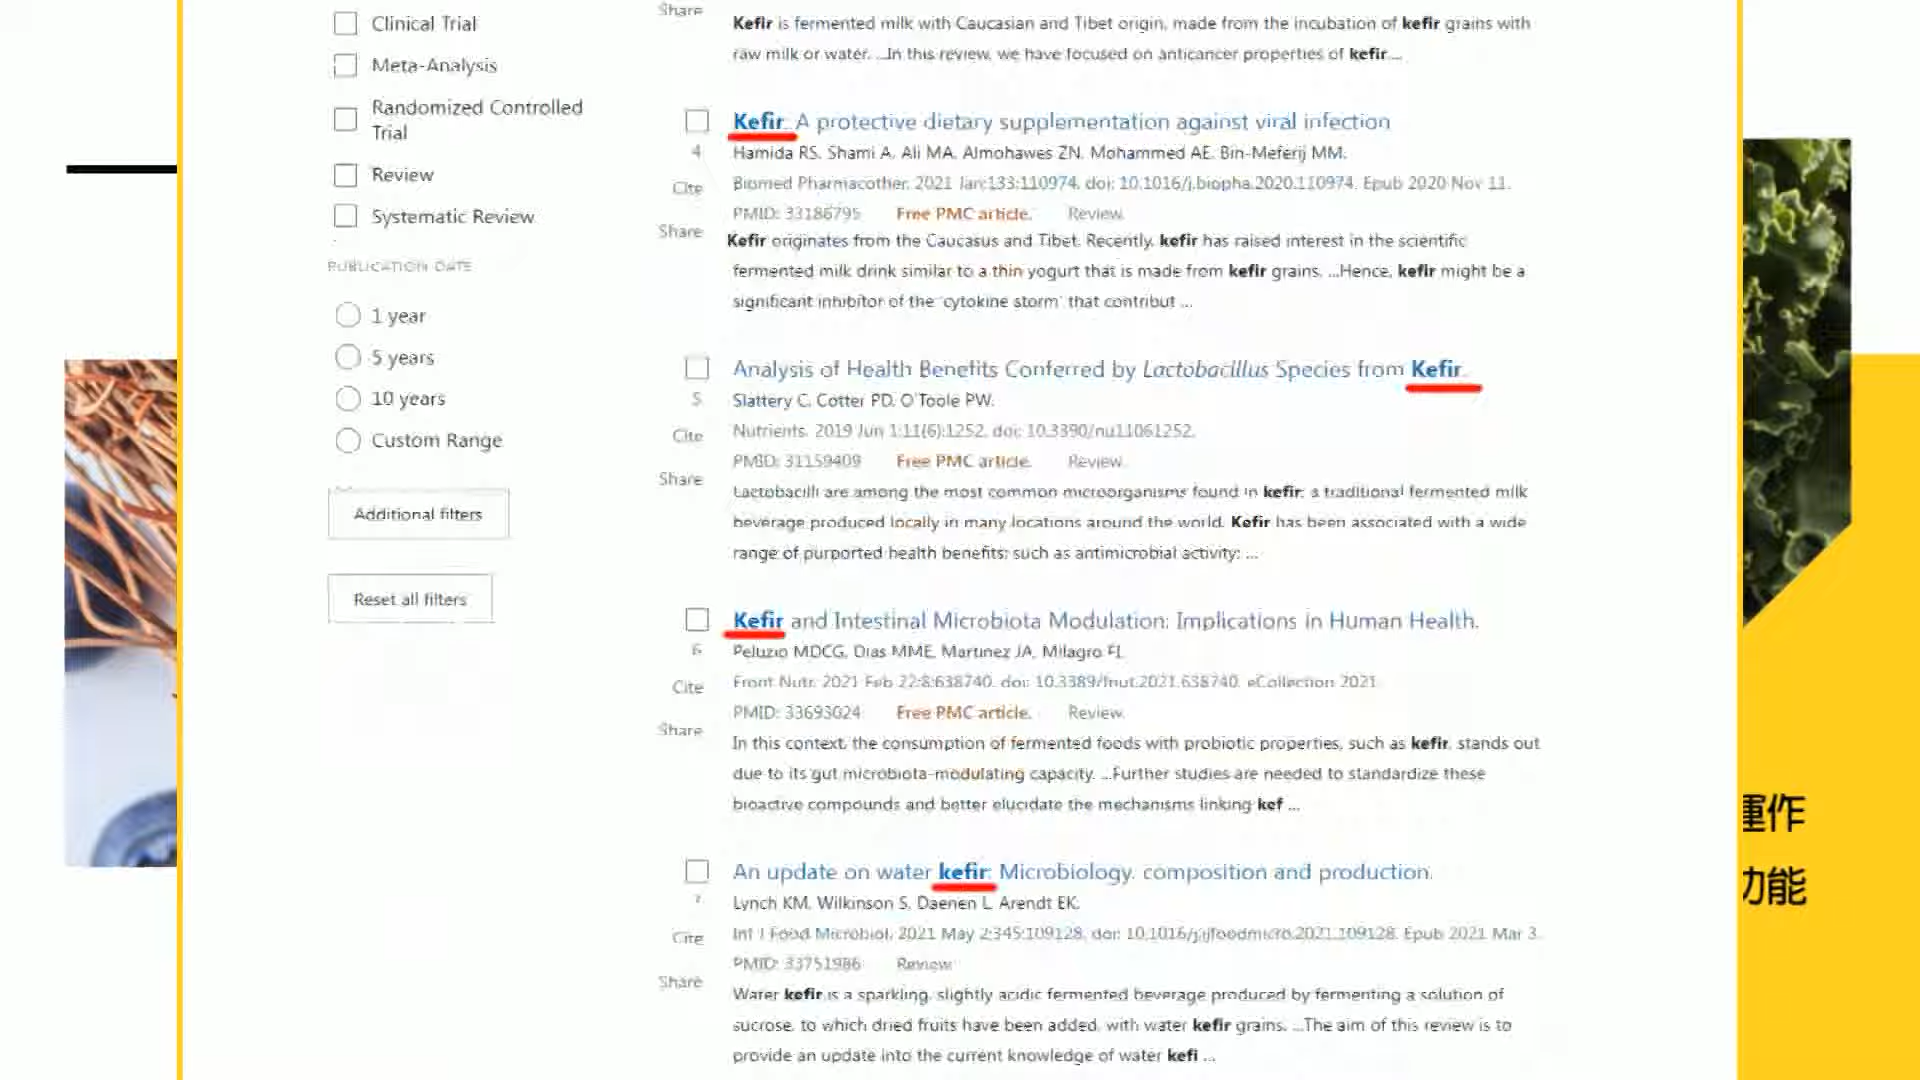 Clinical Trial
Meta-Analysis
Randomized Controlled
Trial
Review
Systematic Review
PUBLICATION DATE
1 year
5 years
10 years
Custom Range
Additional filters
Reset all filters
Share
Kefir is fermented milk with Caucasian and Tibet origin, made from the incubation of kefir grains with
raw milk or water. ...In this review, we have focused on anticancer properties of kefir....
Kefir: A protective dietary supplementation against viral infection
4
Hamida RS, Shami A, Ali MA, Almohawes ZN, Mohammed AE, Bin-Meferij MM.
Cite
Biomed Pharmacother. 2021 Jan;133:110974. doi: 10.1016/j.biopha.2020.110974. Epub 2020 Nov 11.
PMID: 33186795 Free PMC article. Review.
Share
Kefir originates from the Caucasus and Tibet. Recently, kefir has raised interest in the scientific
fermented milk drink similar to a thin yogurt that is made from kefir grains. ...Hence, kefir might be a
significant inhibitor of the 'cytokine storm' that contribut ...
Analysis of Health Benefits Conferred by Lactobacillus Species from Kefir.
5
Slattery C, Cotter PD, O'Toole PW.
Cite
Nutrients. 2019 Jun 1;11(6):1252. doi: 10.3390/nu11061252.
PMID: 31159409 Free PMC article. Review.
Share
Lactobacilli are among the most common microorganisms found in kefir; a traditional fermented milk
beverage produced locally in many locations around the world. Kefir has been associated with a wide
range of purported health benefits; such as antimicrobial activity; ...
Kefir and Intestinal Microbiota Modulation: Implications in Human Health.
6
Peluzio MDCG, Dias MME, Martinez JA, Milagro FI.
Cite
Front Nutr. 2021 Feb 22;8:638740. doi: 10.3389/fnut.2021.638740. eCollection 2021.
PMID: 33693024 Free PMC article. Review.
Share
In this context, the consumption of fermented foods with probiotic properties, such as kefir, stands out
due to its gut microbiota-modulating capacity. ...Further studies are needed to standardize these
bioactive compounds and better elucidate the mechanisms linking kef ...
An update on water kefir: Microbiology, composition and production.
7
Lynch KM, Wilkinson S, Daenen L, Arendt EK.
Cite
Int J Food Microbiol. 2021 May 2;345:109128. doi: 10.1016/j.ijfoodmicro.2021.109128. Epub 2021 Mar 3.
PMID: 33751986 Review.
Share
Water kefir is a sparkling, slightly acidic fermented beverage produced by fermenting a solution of
sucrose, to which dried fruits have been added, with water kefir grains. ...The aim of this review is to
provide an update into the current knowledge of water kefi ...
運作
功能